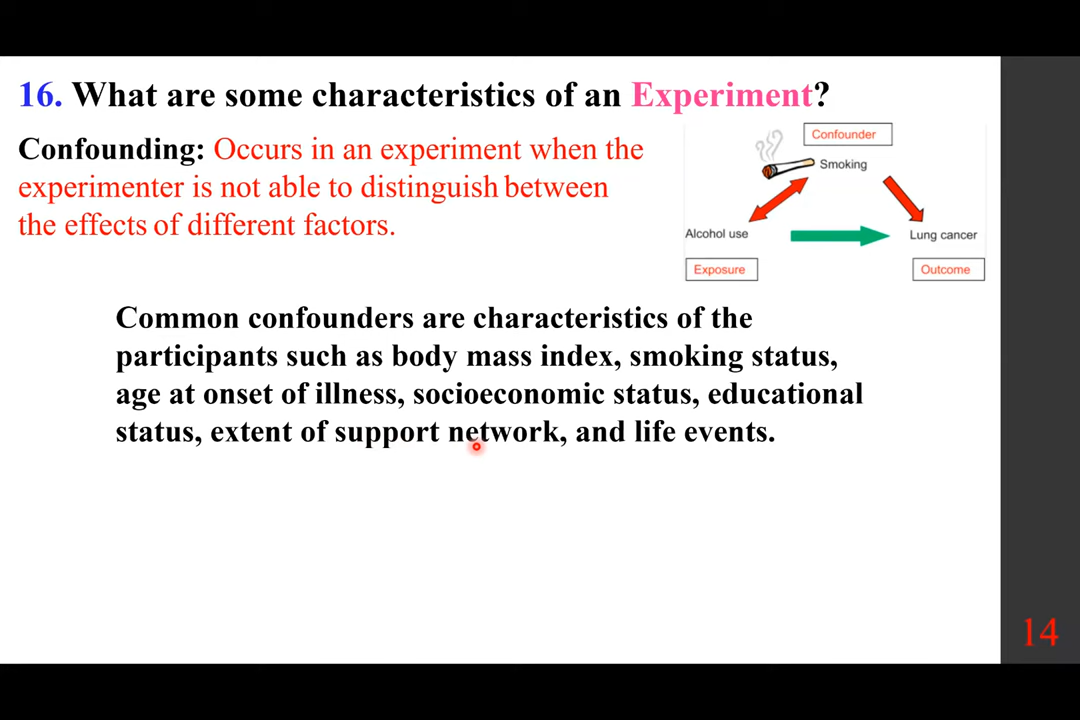 16. What are some characteristics of an Experiment?
Confounding: Occurs in an experiment when the
experimenter is not able to distinguish between
the effects of different factors.
Confounder
Smoking
Alcohol use
Lung cancer
Exposure
Outcome
Common confounders are characteristics of the
participants such as body mass index, smoking status,
age at onset of illness, socioeconomic status, educational
status, extent of support network, and life events.
14